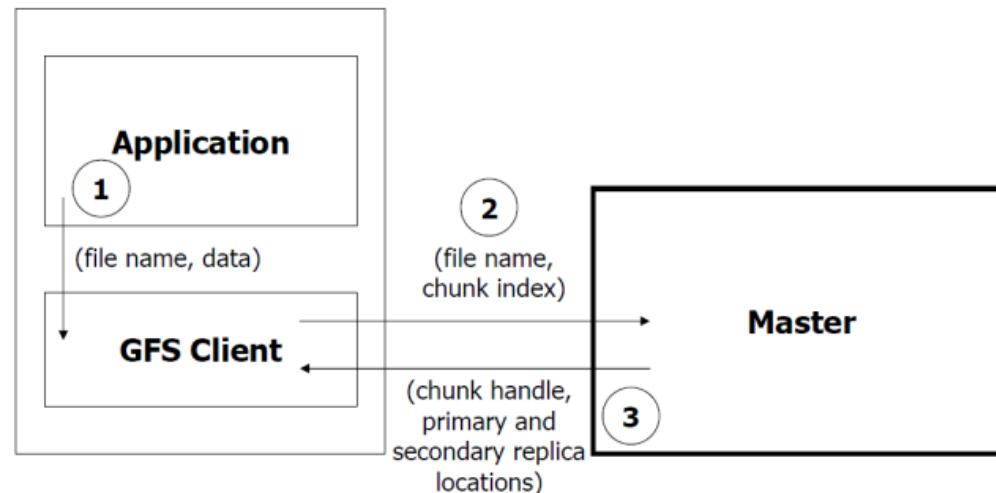 Application
1
(file name, data)
GFS Client
2
(file name,
chunk index)
Master
(chunk handle,
primary and
secondary replica
locations)
3